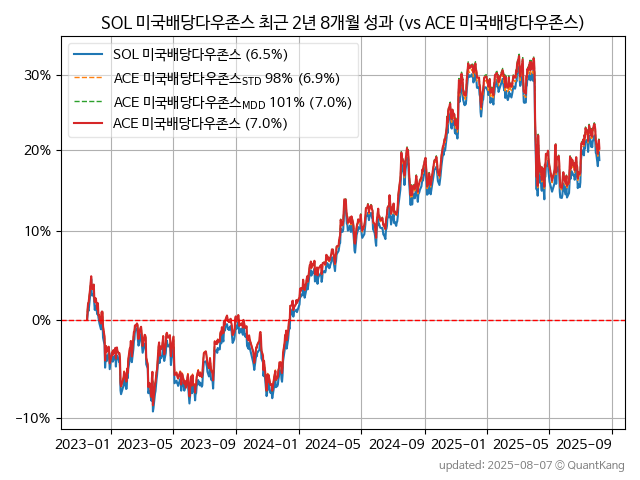 SOL 미국배당다우존스 최근 2년 8개월 성과 (vs ACE 미국배당다우존스)
SOL 미국배당다우존스 (6.5%)
ACE 미국배당다우존스STD 98% (6.9%)
ACE 미국배당다우존스MDD 101% (7.0%)
ACE 미국배당다우존스 (7.0%)
30%
20%
10%
0%
−10%
2023-01 2023-05 2023-09 2024-01 2024-05 2024-09 2025-01 2025-05 2025-09
updated: 2025-08-07 © QuantKang